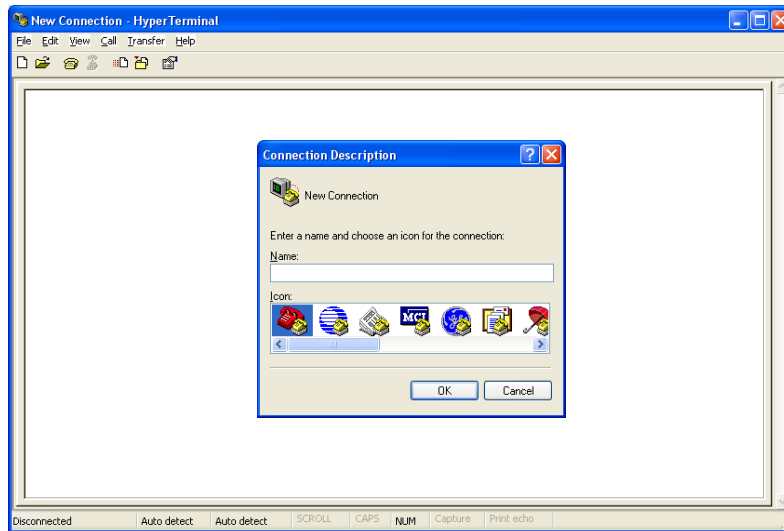 New Connection - HyperTerminal
File Edit View Call Transfer Help
Connection Description
New Connection
Enter a name and choose an icon for the connection:
Name:
Icon:
MCI
OK Cancel
Disconnected Auto detect Auto detect SCROLL CAPS NUM Capture Print echo